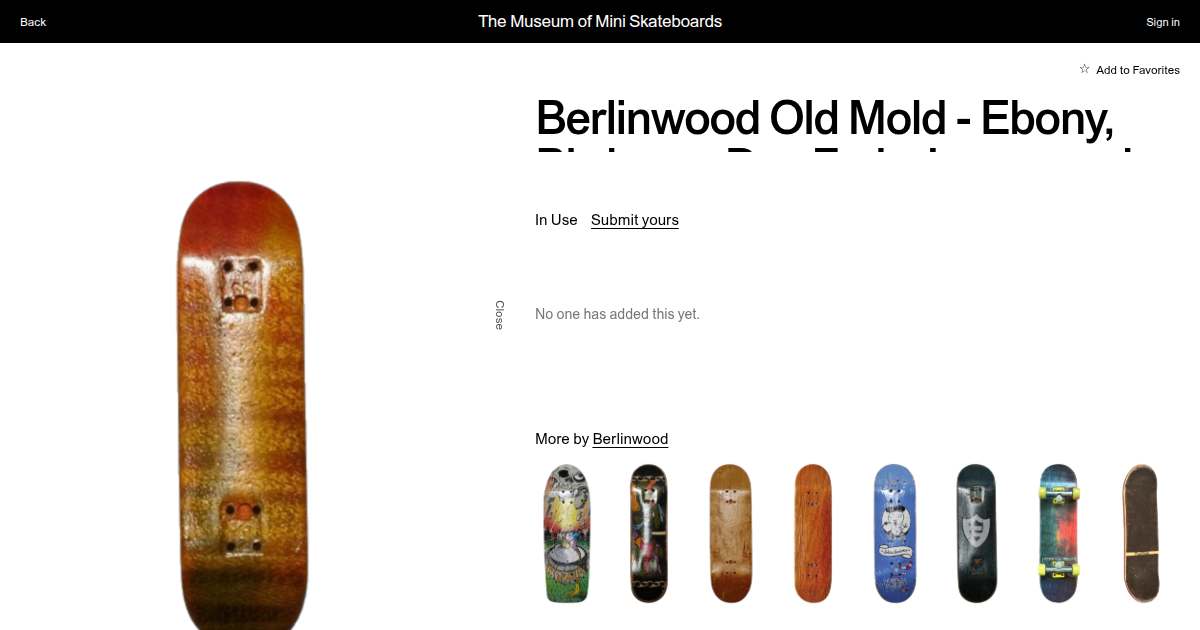 Back
The Museum of Mini Skateboards
Sign in
☆ Add to Favorites
Berlinwood Old Mold - Ebony,
In Use Submit yours
Close
No one has added this yet.
More by Berlinwood